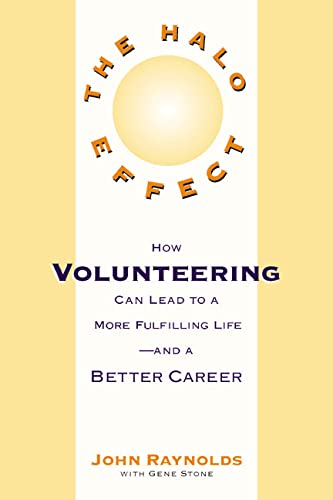 THE HALO
EFFECT
HOW
VOLUNTEERING
CAN LEAD TO A
MORE FULFILLING LIFE
—AND A
BETTER CAREER
JOHN RAYNOLDS
WITH GENE STONE